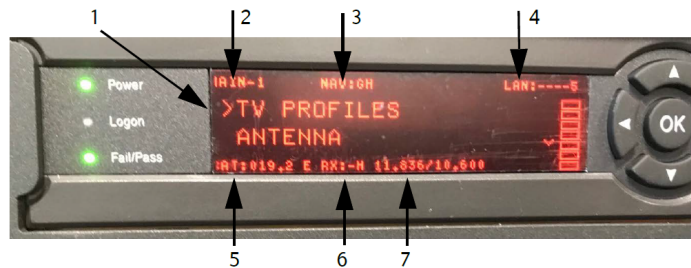 1 2 3 4
Power
Logon
Fail/Pass
AIN-1 NAV:GH LAN:----5
>TV PROFILES
ANTENNA
AT:019.2 E RX:-H 11,836/10,600
OK
5 6 7